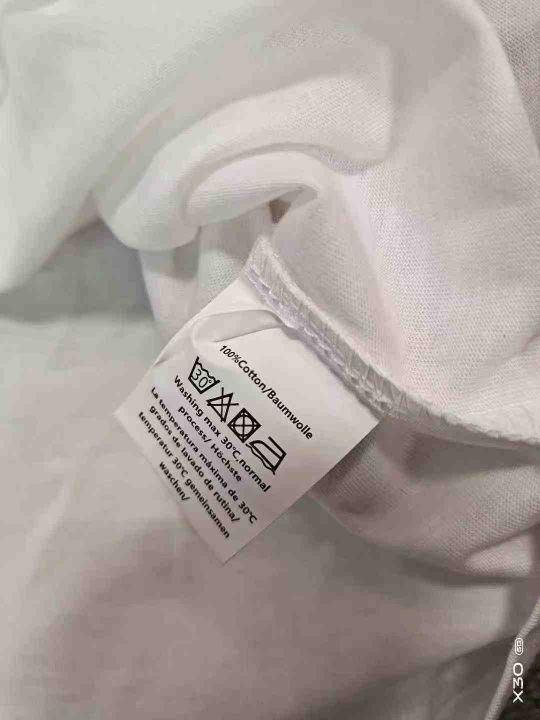 100%Cotton/Baumwolle
30
Washing max 30℃,normal
process/ Höchste
La temperatura máxima de 30℃
grados de lavado de rutina/
temperatur 30℃ gemeinsamen
waschen/
X30